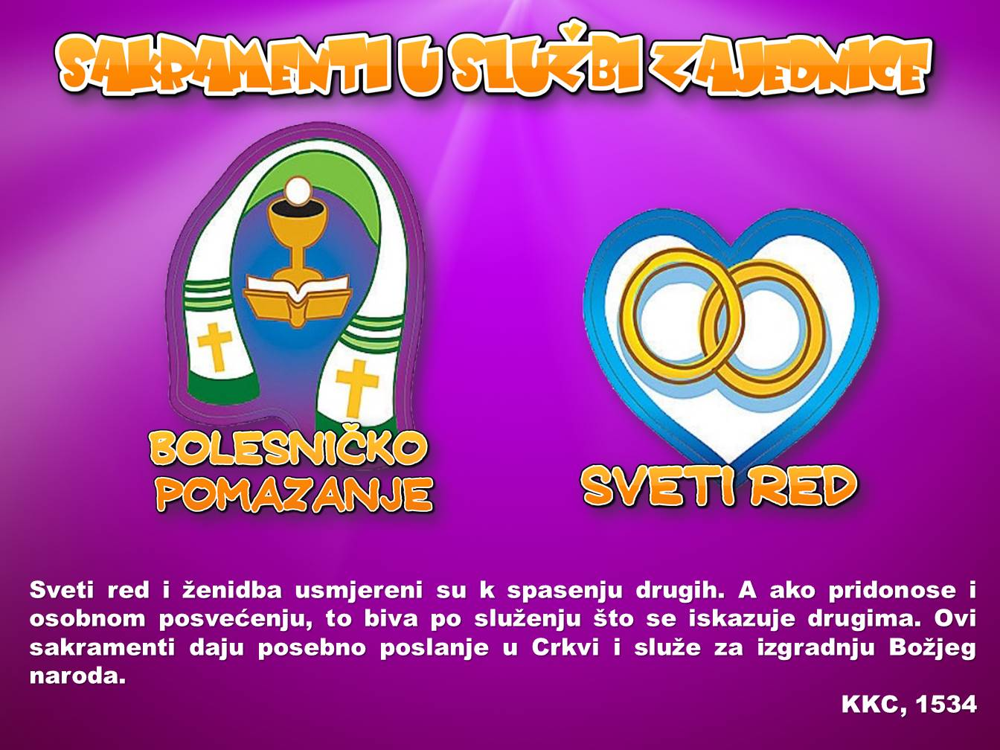 SAKRAMENTI U SLUŽBI ZAJEDNICE
BOLESNIČKO
POMAZANJE
SVETI RED
Sveti red i ženidba usmjereni su k spasenju drugih. A ako pridonose i
osobnom posvećenju, to biva po služenju što se iskazuje drugima. Ovi
sakramenti daju posebno poslanje u Crkvi i služe za izgradnju Božjeg
naroda.
KKC, 1534